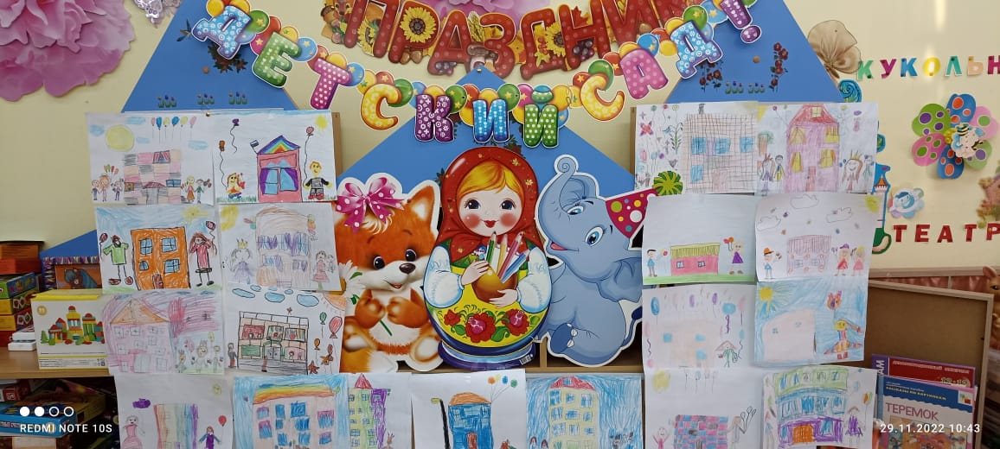 ПРАЗДНИК
ДЕТСКИЙ САД!
КУКОЛЬН
ТЕАТР
ТЕРЕМОК
REDMI NOTE 10S
29.11.2022 10:43